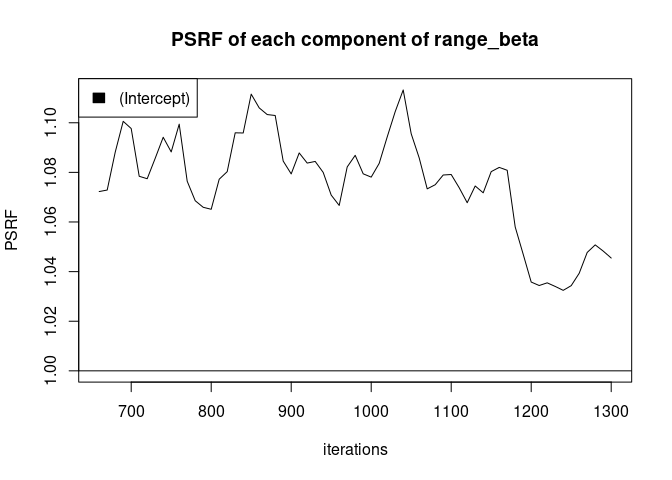 PSRF of each component of range_beta
(Intercept)
PSRF
1.10
1.08
1.06
1.04
1.02
1.00
700 800 900 1000 1100 1200 1300
iterations